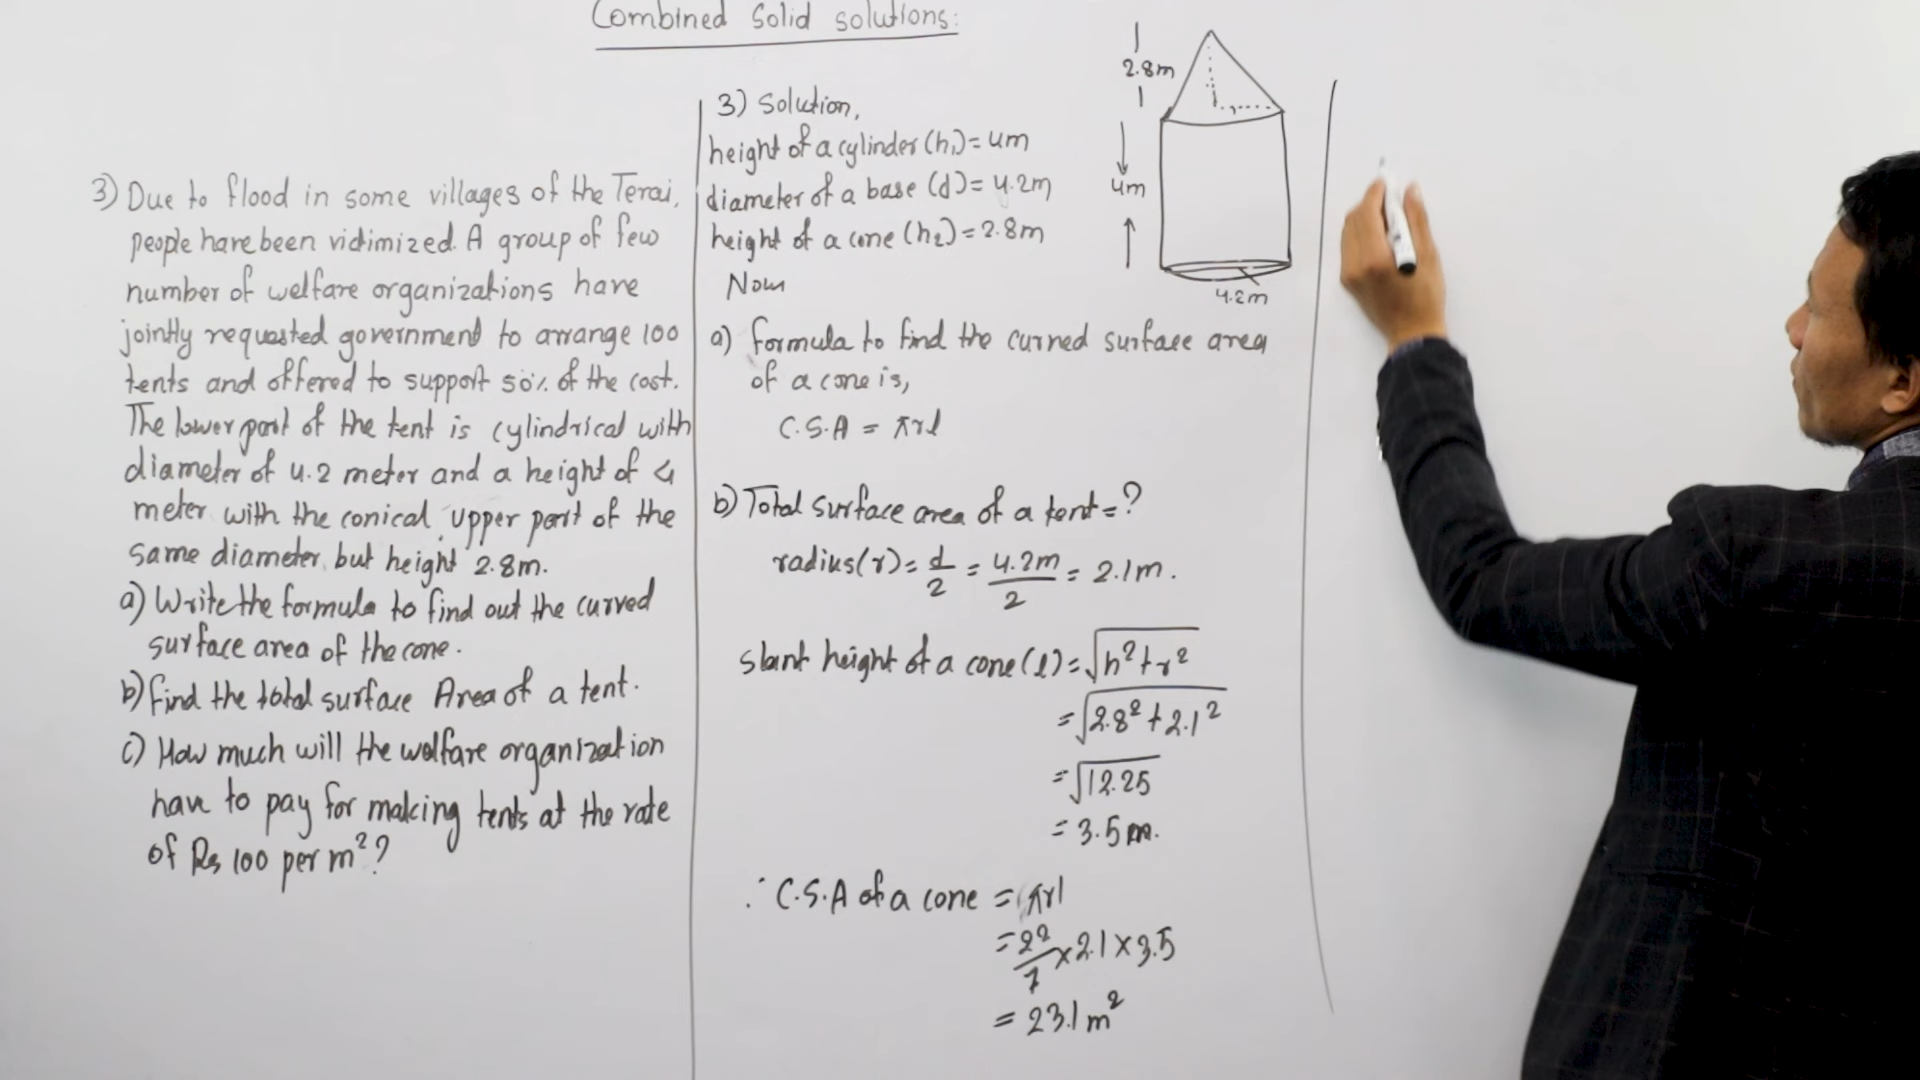 Combined Solid solutions:
3) Due to flood in some villages of the Terai,
people have been vidimized. A group of few
number of welfare organizations have
jointly requested government to arrange 100
tents and offered to support 50% of the cost.
The lower part of the tent is cylindrical with
diameter of 4.2 meter and a height of 4
meter with the conical upper part of the
same diameter but height 2.8m.
a) Write the formula to find out the curved
surface area of the cone.
b) Find the total surface Area of a tent.
c) How much will the welfare organization
have to pay for making tents at the rate
of Rs 100 per m²?
3) Solution,
height of a cylinder (h₁) = 4m
diameter of a base (d) = 4.2m
height of a cone (h₂) = 2.8m
Now
a) formula to find the curved surface area
of a cone is,
C.S.A = πrl
b) Total surface area of a tent = ?
radius (r) = d/2 = 4.2m/2 = 2.1m.
slant height of a cone (l) = √h²+r²
= √2.8²+2.1²
= √12.25
= 3.5m.
∴ C.S.A of a cone = πrl
= 22/7 × 2.1 × 3.5
= 23.1 m²
2.8m
4m
4.2m